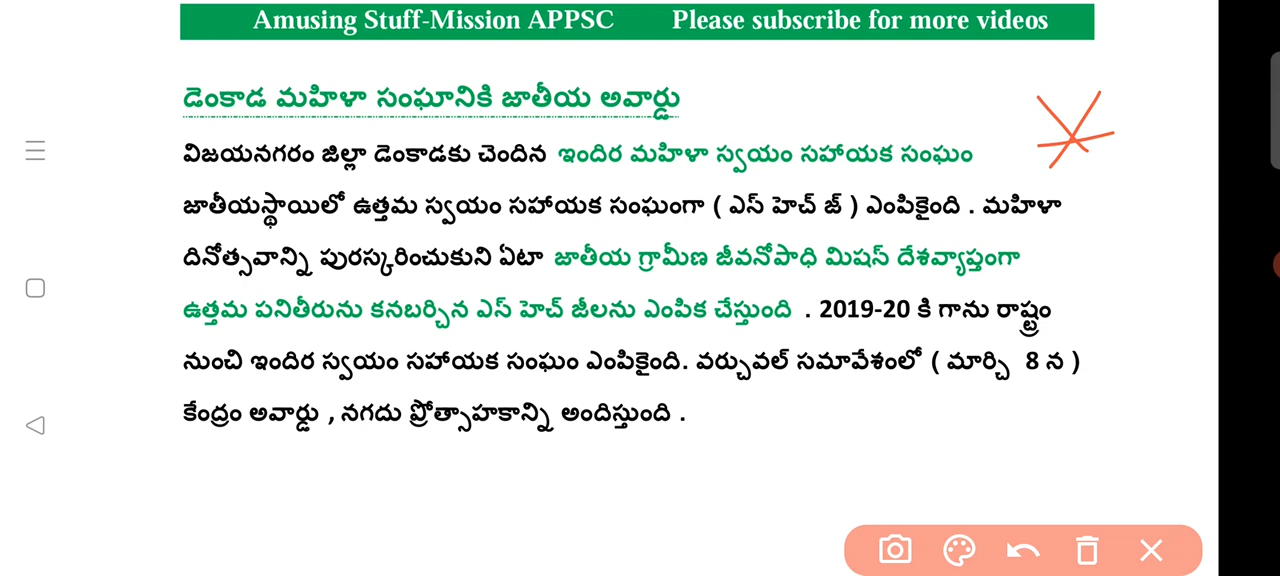 Amusing Stuff-Mission APPSC Please subscribe for more videos
డెంకాడ మహిళా సంఘానికి జాతీయ అవార్డు
విజయనగరం జిల్లా డెంకాడకు చెందిన ఇందిర మహిళా స్వయం సహాయక సంఘం
జాతీయస్థాయిలో ఉత్తమ స్వయం సహాయక సంఘంగా ( ఎస్ హెచ్ జ్ ) ఎంపికైంది . మహిళా
దినోత్సవాన్ని పురస్కరించుకుని ఏటా జాతీయ గ్రామీణ జీవనోపాధి మిషస్ దేశవ్యాప్తంగా
ఉత్తమ పనితీరును కనబర్చిన ఎస్ హెచ్ జీలను ఎంపిక చేస్తుంది . 2019-20 కి గాను రాష్ట్రం
నుంచి ఇందిర స్వయం సహాయక సంఘం ఎంపికైంది. వర్చువల్ సమావేశంలో ( మార్చి 8 న )
కేంద్రం అవార్డు , నగదు ప్రోత్సాహకాన్ని అందిస్తుంది .